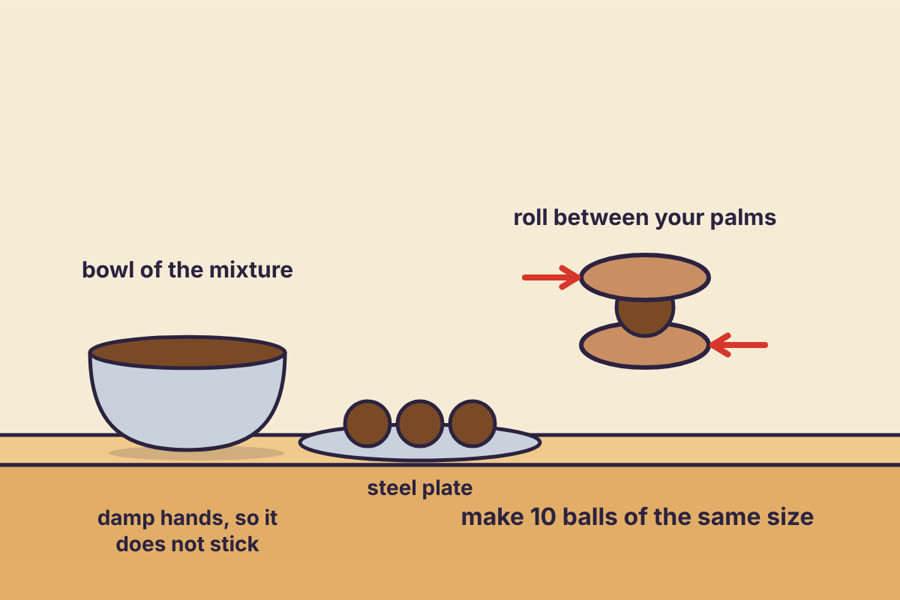 roll between your palms
bowl of the mixture
steel plate
damp hands, so it
does not stick
make 10 balls of the same size